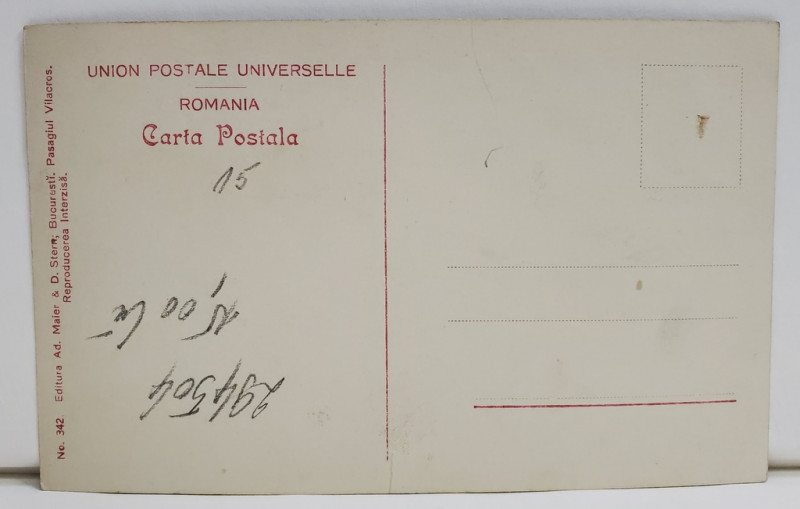 UNION POSTALE UNIVERSELLE
ROMANIA
Carta Postala
15
15,00 lei
294504
No. 342. Editura Ad. Maier & D. Stern, Bucurestĭ. Pasagiul Vilacros.
Reproducerea Interzisă.